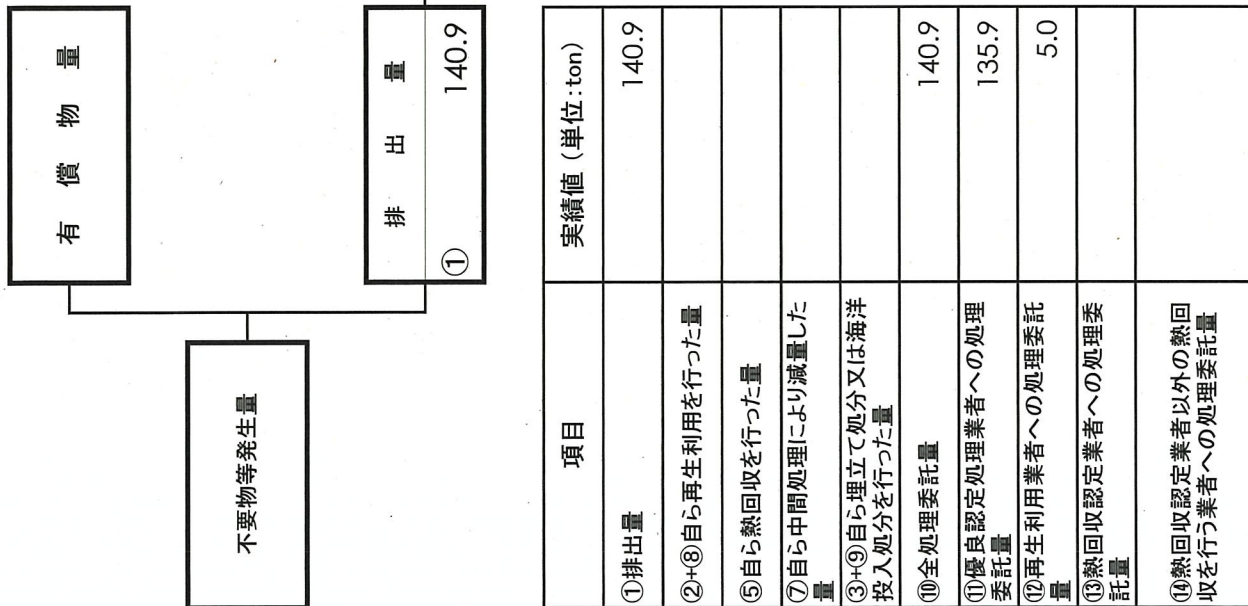 有償物量
不要物等発生量
排出量
① 140.9
項目 実績値（単位:ton）
①排出量 140.9
②+⑧自ら再生利用を行った量
⑤自ら熱回収を行った量
⑦自ら中間処理により減量した
量
③+⑨自ら埋立て処分又は海洋
投入処分を行った量
⑩全処理委託量 140.9
⑪優良認定処理業者への処理
委託量 135.9
⑫再生利用業者への処理委託
量 5.0
⑬熱回収認定業者への処理委
託量
⑭熱回収認定業者以外の熱回
収を行う業者への処理委託量